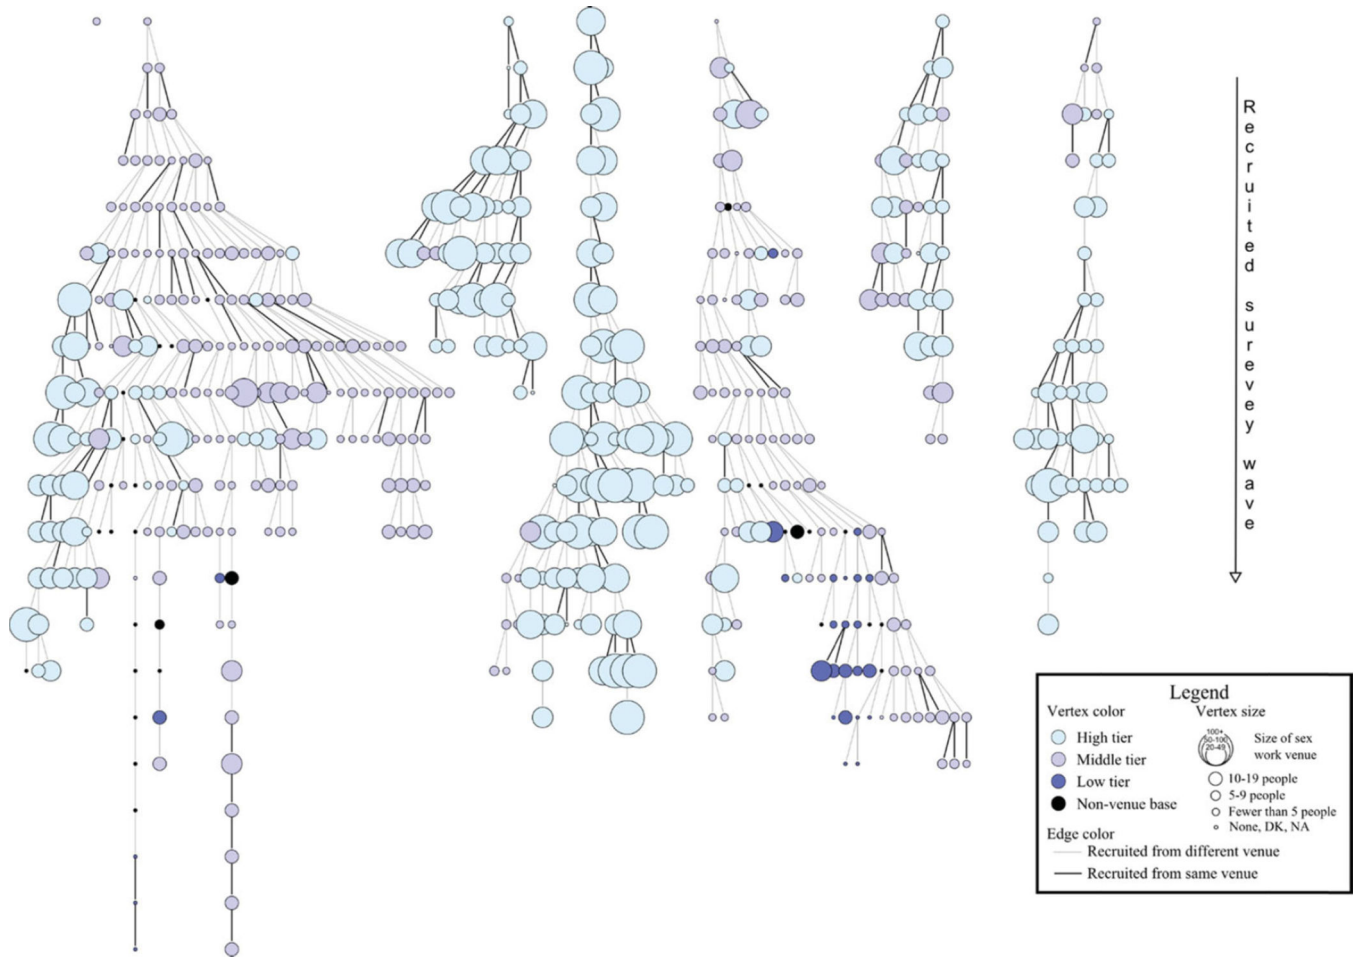 Recruited surevey wave
Legend
Vertex color
High tier
Middle tier
Low tier
Non-venue base
Edge color
Recruited from different venue
Recruited from same venue
Vertex size
100+
50-100
20-49
Size of sex
work venue
10-19 people
5-9 people
Fewer than 5 people
None, DK, NA